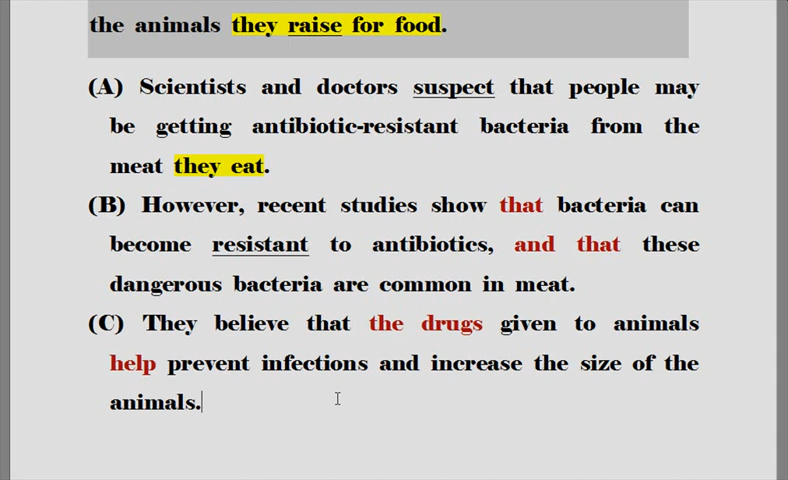 the animals they raise for food.
(A) Scientists and doctors suspect that people may
be getting antibiotic-resistant bacteria from the
meat they eat.
(B) However, recent studies show that bacteria can
become resistant to antibiotics, and that these
dangerous bacteria are common in meat.
(C) They believe that the drugs given to animals
help prevent infections and increase the size of the
animals.